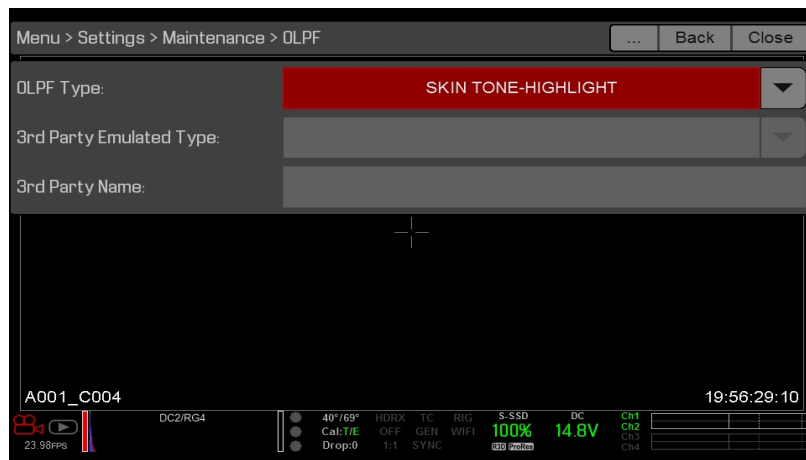 Menu > Settings > Maintenance > OLPF ... Back Close
OLPF Type: SKIN TONE-HIGHLIGHT
3rd Party Emulated Type:
3rd Party Name:
A001_C004 19:56:29:10
DC2/RG4 40°/69° HDRX TC RIG S-SSD DC Ch1
Cal:T/E OFF GEN WIFI 100% 14.8V Ch2
23.98FPS Drop:0 1:1 SYNC R3D ProRes Ch3
Ch4